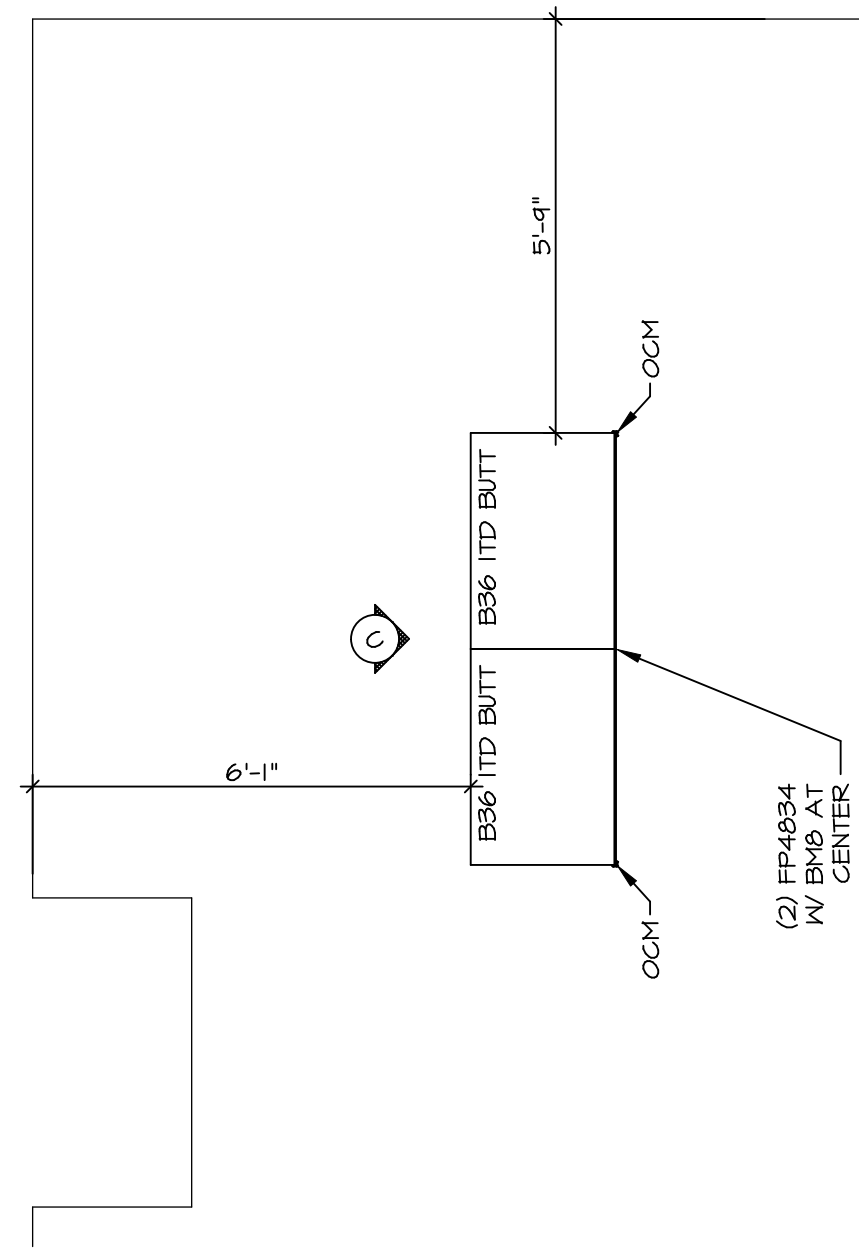 5'-9"
OCM
B36 1TD BUTT
B36 1TD BUTT
C
6'-1"
OCM
(2) FP4834
W/ BM8 AT
CENTER